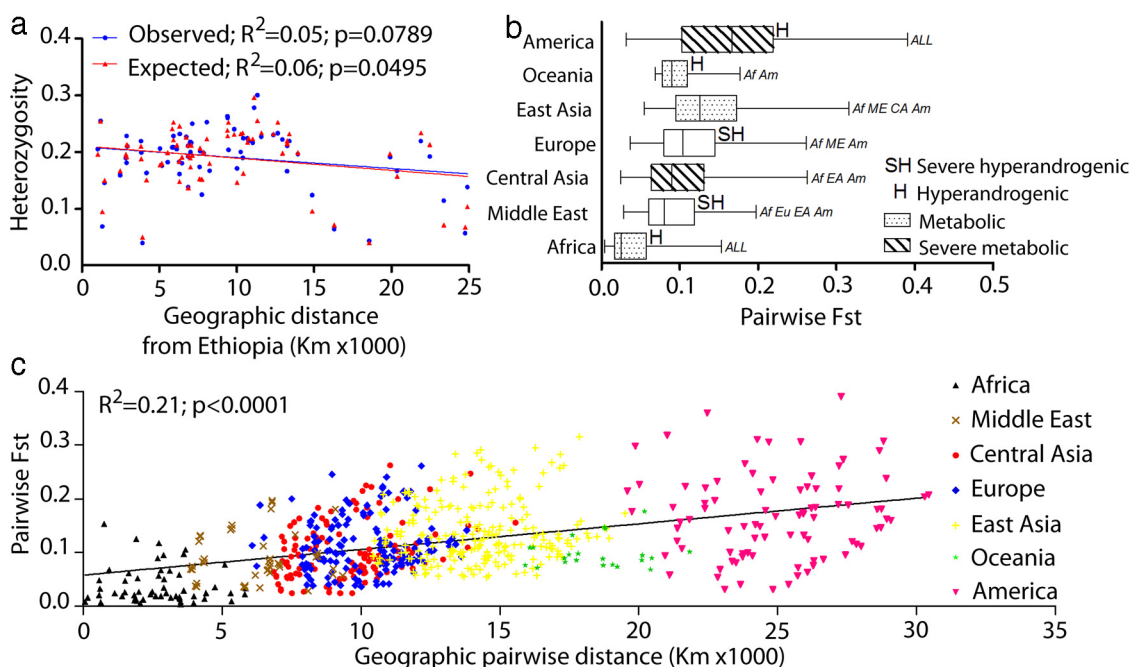 a
Observed; R²=0.05; p=0.0789
Expected; R²=0.06; p=0.0495
Heterozygosity
0.4
0.3
0.2
0.1
0.0
0 5 10 15 20 25
Geographic distance
from Ethiopia (Km x1000)
b
America
Oceania
East Asia
Europe
Central Asia
Middle East
Africa
H ALL
H Af Am
Af ME CA Am
SH Af ME Am
Af EA Am
SH Af Eu EA Am
H ALL
SH Severe hyperandrogenic
H Hyperandrogenic
Metabolic
Severe metabolic
0.0 0.1 0.2 0.3 0.4 0.5
Pairwise Fst
c
R²=0.21; p<0.0001
Pairwise Fst
0.4
0.3
0.2
0.1
0.0
0 5 10 15 20 25 30 35
Geographic pairwise distance (Km x1000)
Africa
Middle East
Central Asia
Europe
East Asia
Oceania
America